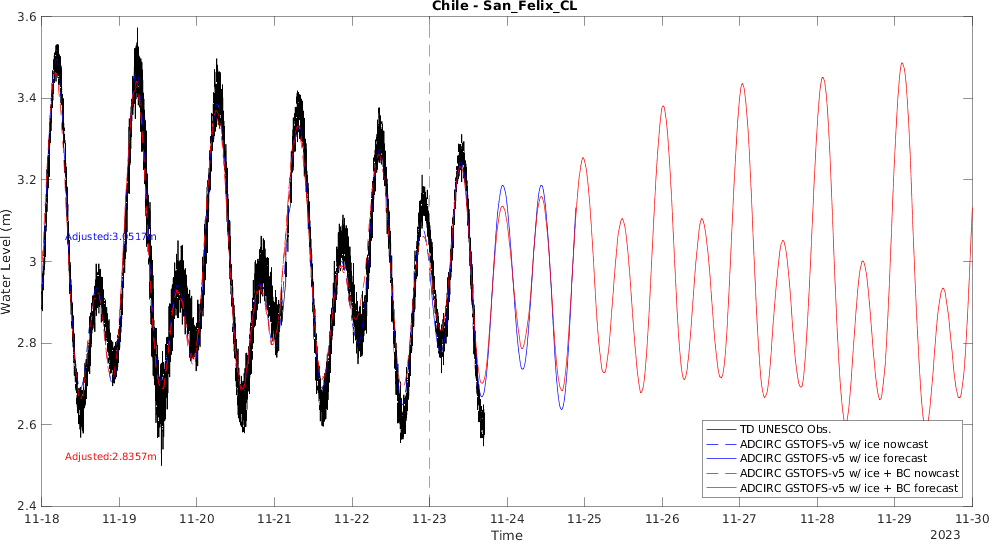 Chile - San_Felix_CL
3.6
3.4
3.2
3
2.8
2.6
2.4
Water Level (m)
Adjusted:3.0517m
Adjusted:2.8357m
TD UNESCO Obs.
ADCIRC GSTOFS-v5 w/ ice nowcast
ADCIRC GSTOFS-v5 w/ ice forecast
ADCIRC GSTOFS-v5 w/ ice + BC nowcast
ADCIRC GSTOFS-v5 w/ ice + BC forecast
11-18 11-19 11-20 11-21 11-22 11-23 11-24 11-25 11-26 11-27 11-28 11-29 11-30
Time
2023